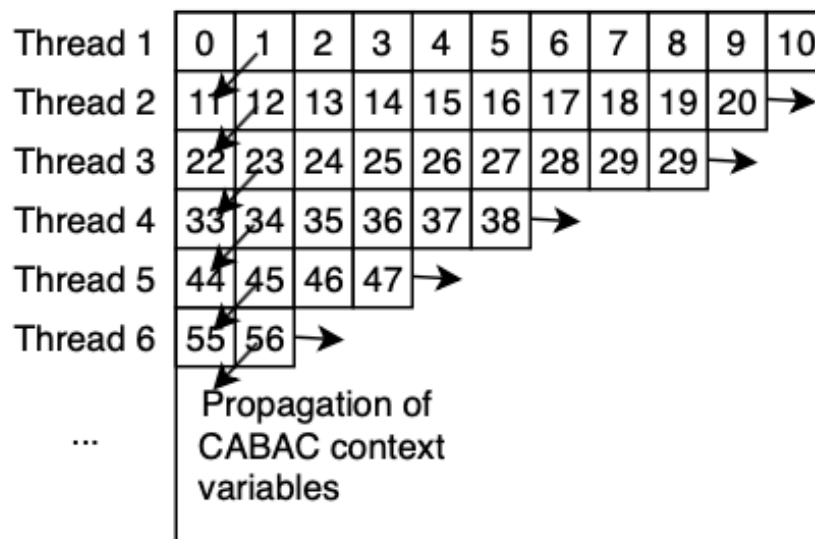 Thread 1 0 1 2 3 4 5 6 7 8 9 10
Thread 2 11 12 13 14 15 16 17 18 19 20
Thread 3 22 23 24 25 26 27 28 29 29
Thread 4 33 34 35 36 37 38
Thread 5 44 45 46 47
Thread 6 55 56
...
Propagation of
CABAC context
variables